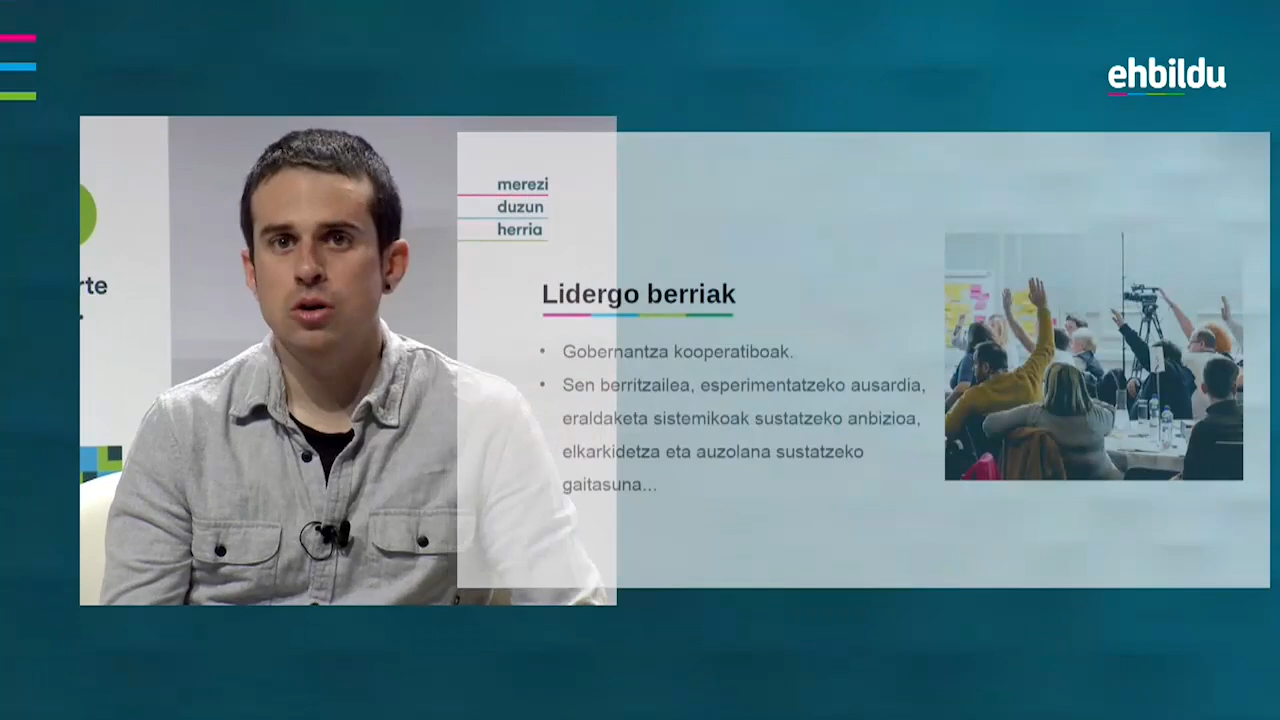 ehbildu
merezi
duzun
herria
rte
Lidergo berriak
• Gobernantza kooperatiboak.
• Sen berritzailea, esperimentatzeko ausardia,
eraldaketa sistemikoak sustatzeko anbizioa,
elkarkidetza eta auzolana sustatzeko
gaitasuna...